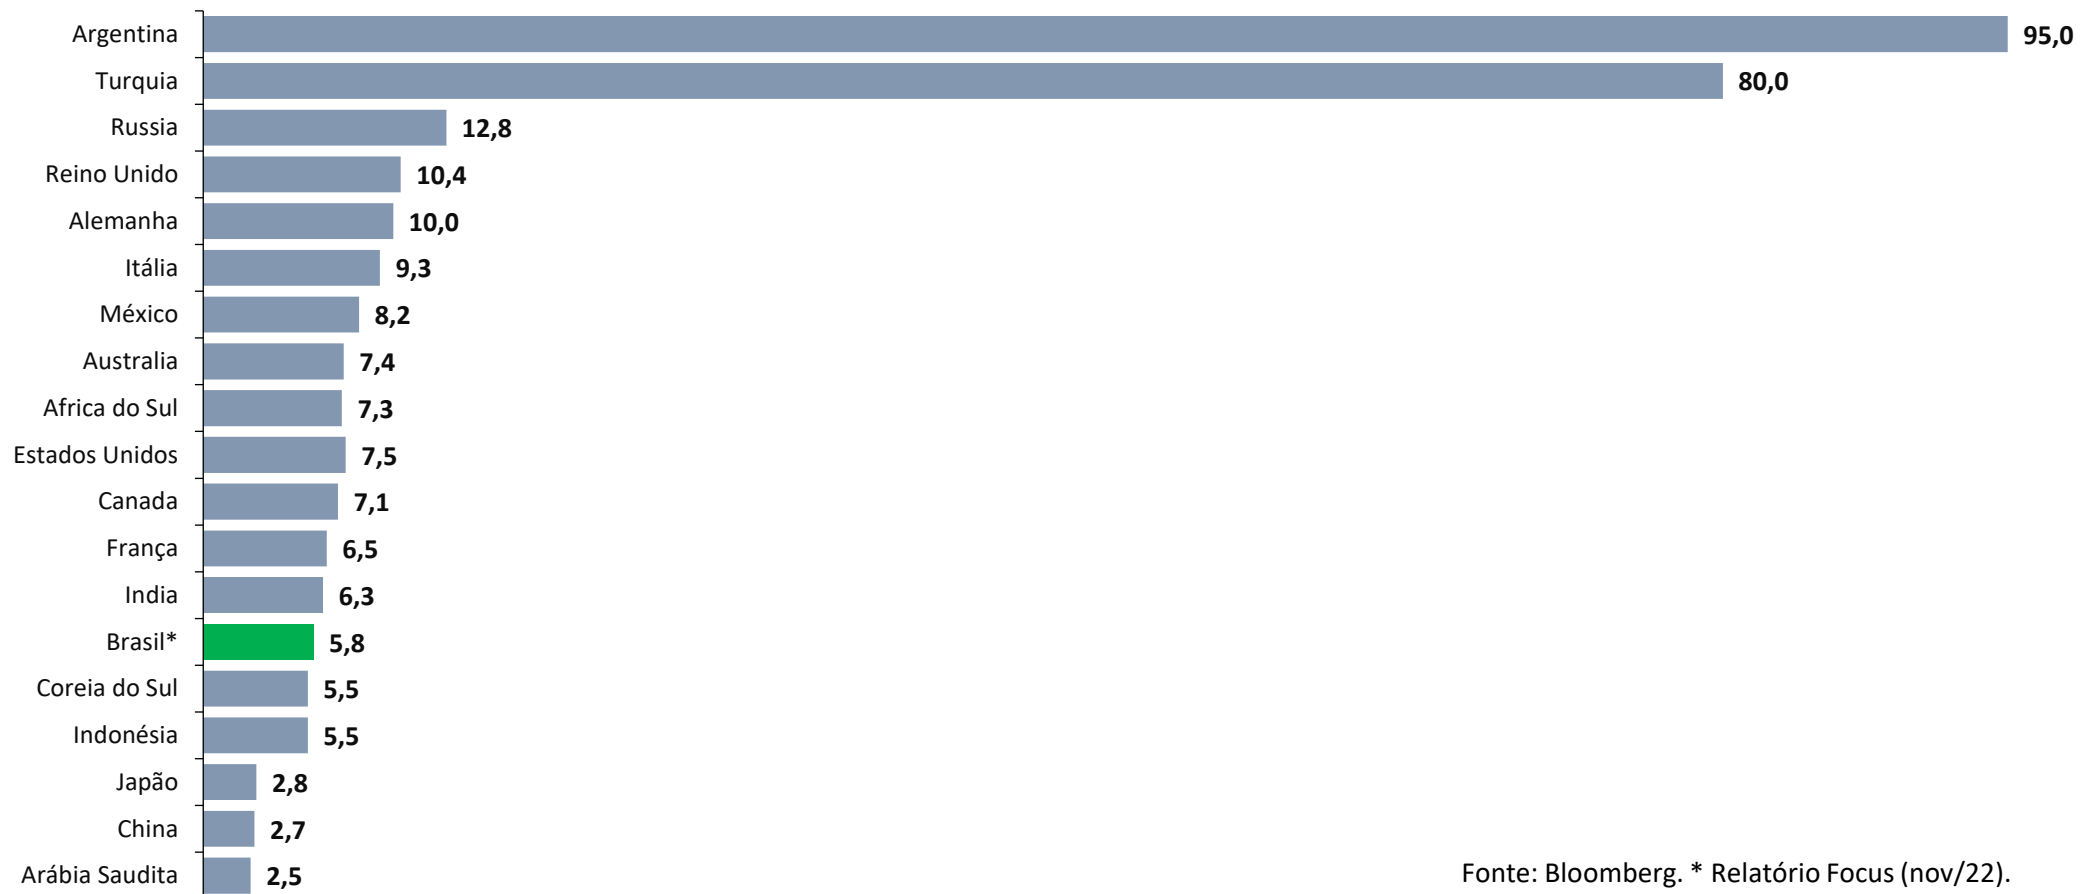 Argentina 95,0
Turquia 80,0
Russia 12,8
Reino Unido 10,4
Alemanha 10,0
Itália 9,3
México 8,2
Australia 7,4
Africa do Sul 7,3
Estados Unidos 7,5
Canada 7,1
França 6,5
India 6,3
Brasil* 5,8
Coreia do Sul 5,5
Indonésia 5,5
Japão 2,8
China 2,7
Arábia Saudita 2,5
Fonte: Bloomberg. * Relatório Focus (nov/22).